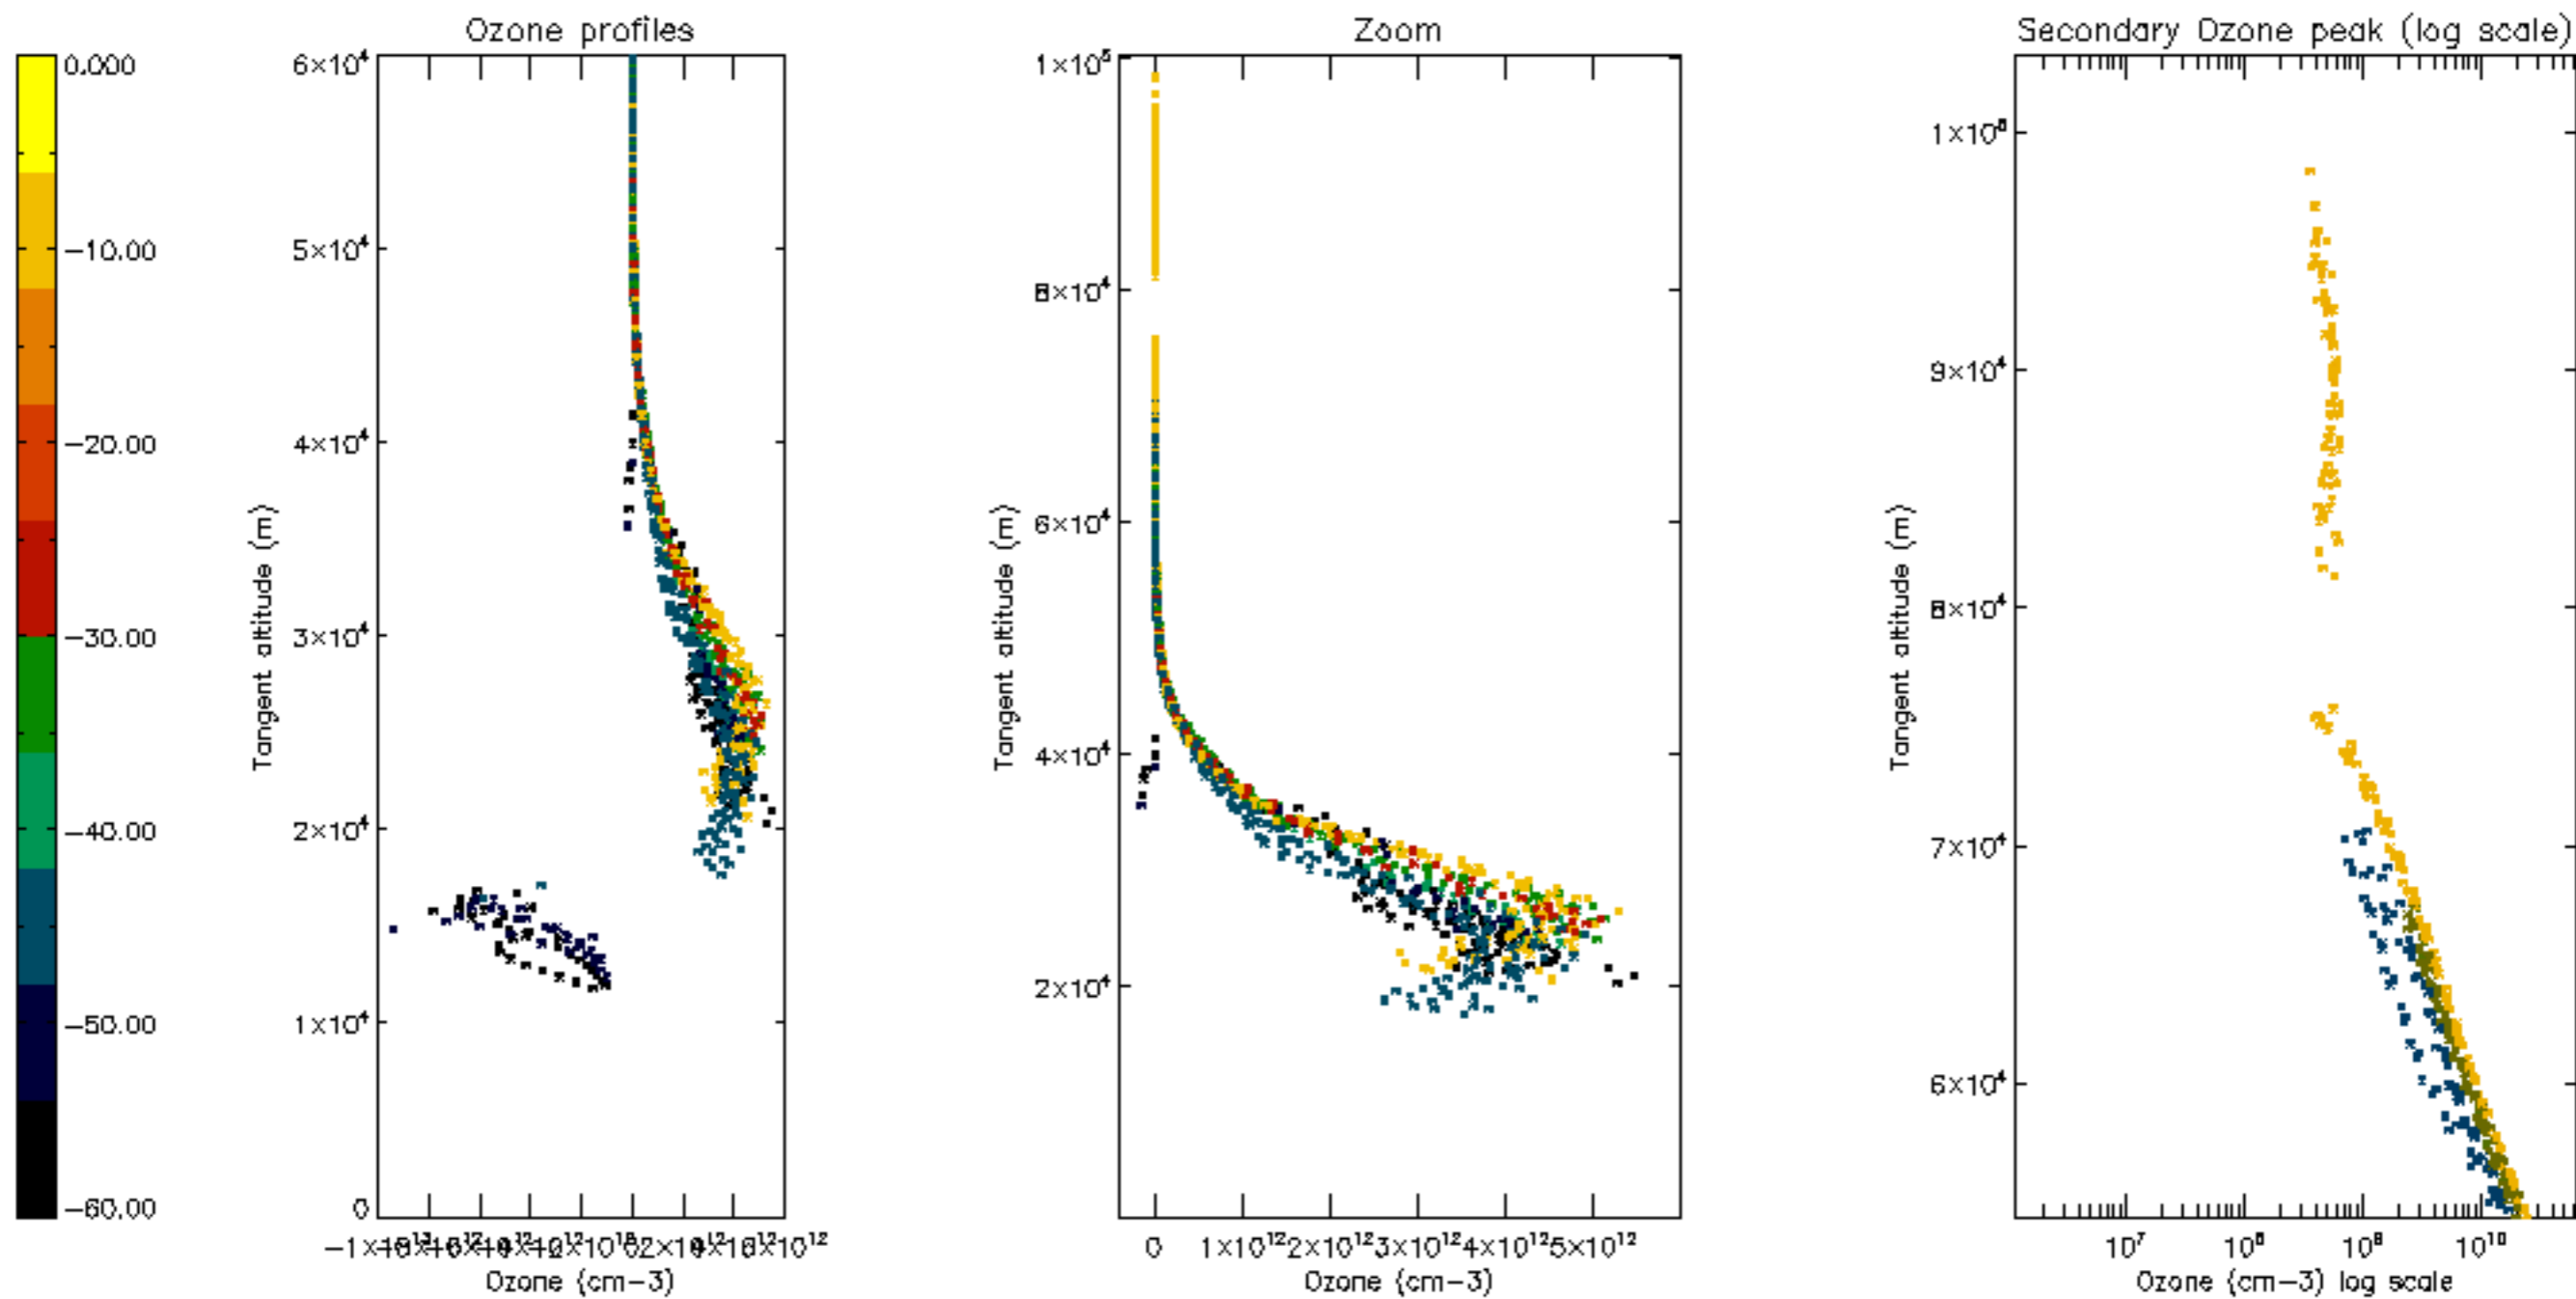 0.000
−10.00
−20.00
−30.00
−40.00
−50.00
−60.00
Ozone profiles
6×10⁴
5×10⁴
4×10⁴
3×10⁴
2×10⁴
1×10⁴
0
Tangent altitude (m)
Ozone (cm−3)
Zoom
1×10⁵
8×10⁴
6×10⁴
4×10⁴
2×10⁴
Tangent altitude (m)
0 1×10¹² 2×10¹² 3×10¹² 4×10¹² 5×10¹²
Ozone (cm−3)
Secondary Ozone peak (log scale)
9×10⁴
8×10⁴
7×10⁴
6×10⁴
Tangent altitude (m)
10⁷ 10⁸ 10⁹ 10¹⁰
Ozone (cm−3) log scale